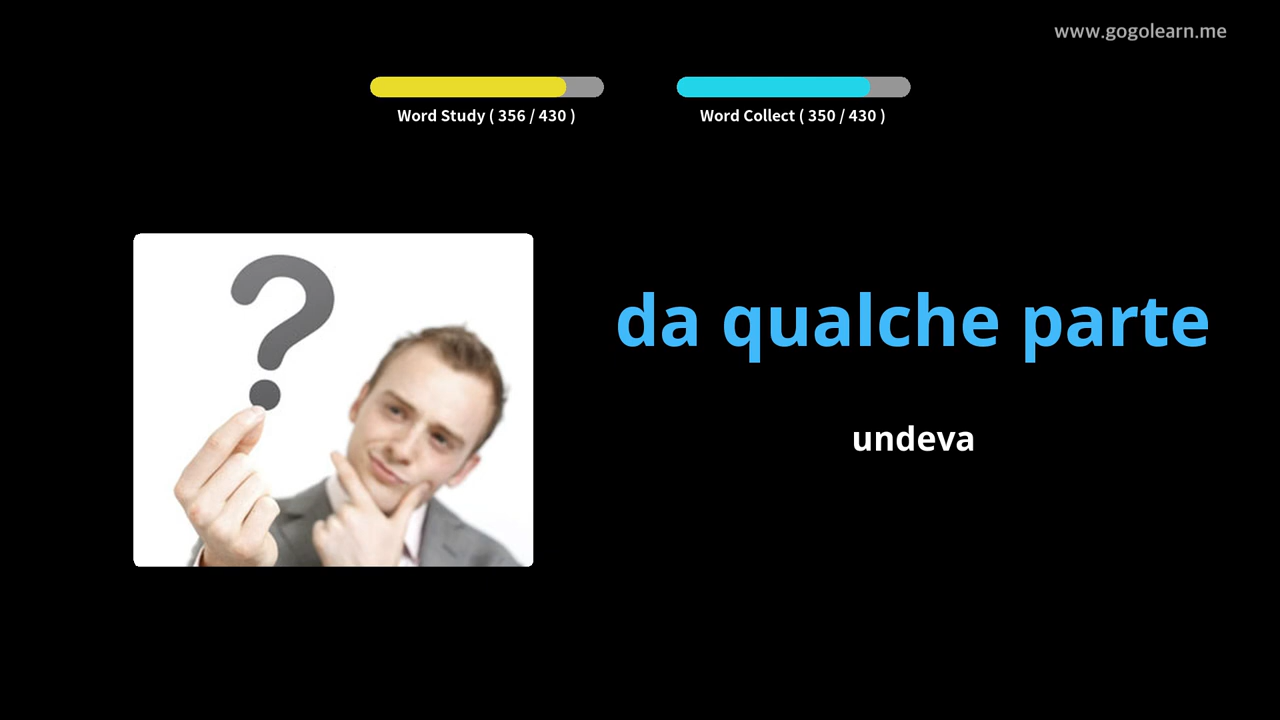 www.gogolearn.me
Word Study ( 356 / 430 )
Word Collect ( 350 / 430 )
?
da qualche parte
undeva